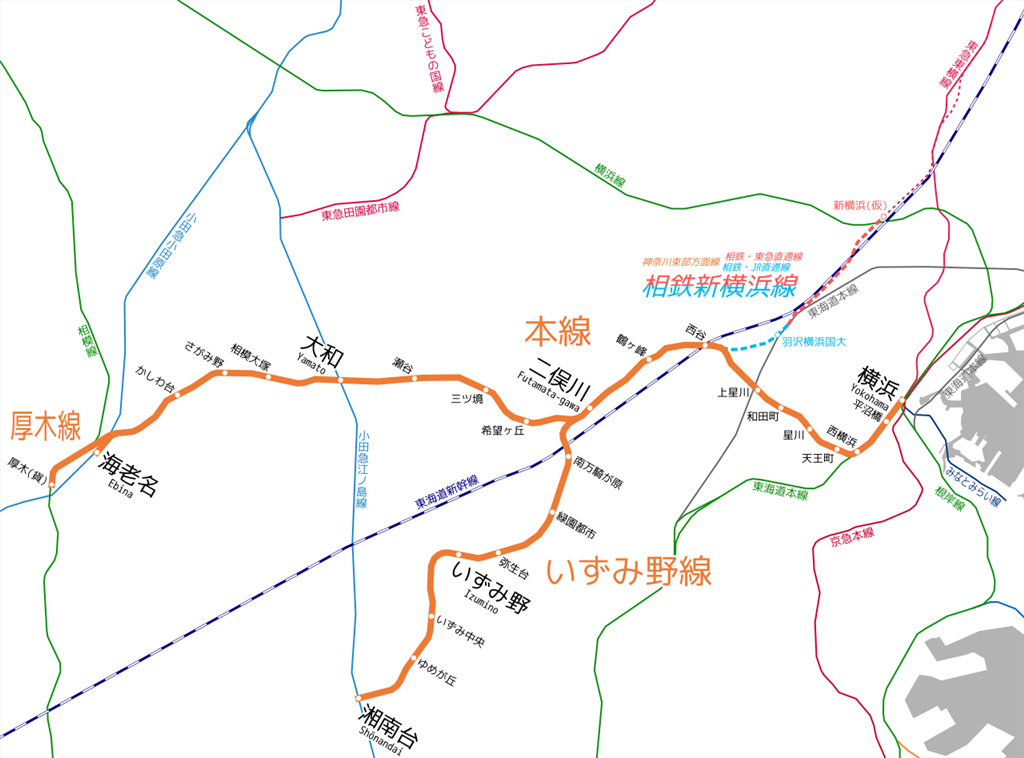 東急こどもの国線
東急東横線
横浜線
小田急小田原線
東急田園都市線
新横浜(仮)
神奈川東部方面線
相鉄・東急直通線
相鉄・JR直通線
相鉄新横浜線
東海道本線
羽沢横浜国大
相模線
本線
西谷
鶴ヶ峰
大和
Yamato
瀬谷
さがみ野
相模大塚
かしわ台
三ツ境
希望ヶ丘
二俣川
Futamata-gawa
上星川
和田町
星川
天王町
西横浜
平沼橋
横浜
Yokohama
東海道本線
厚木線
厚木(貨)
海老名
Ebina
小田急江ノ島線
東海道新幹線
南万騎が原
緑園都市
弥生台
いずみ野線
いずみ野
Izumino
いずみ中央
ゆめが丘
湘南台
Shōnandai
東海道本線
京急本線
根岸線
みなとみらい線